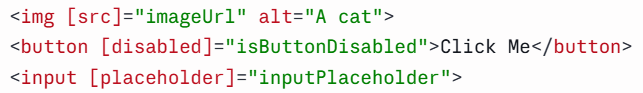 <img [src]="imageUrl" alt="A cat">
<button [disabled]="isButtonDisabled">Click Me</button>
<input [placeholder]="inputPlaceholder">